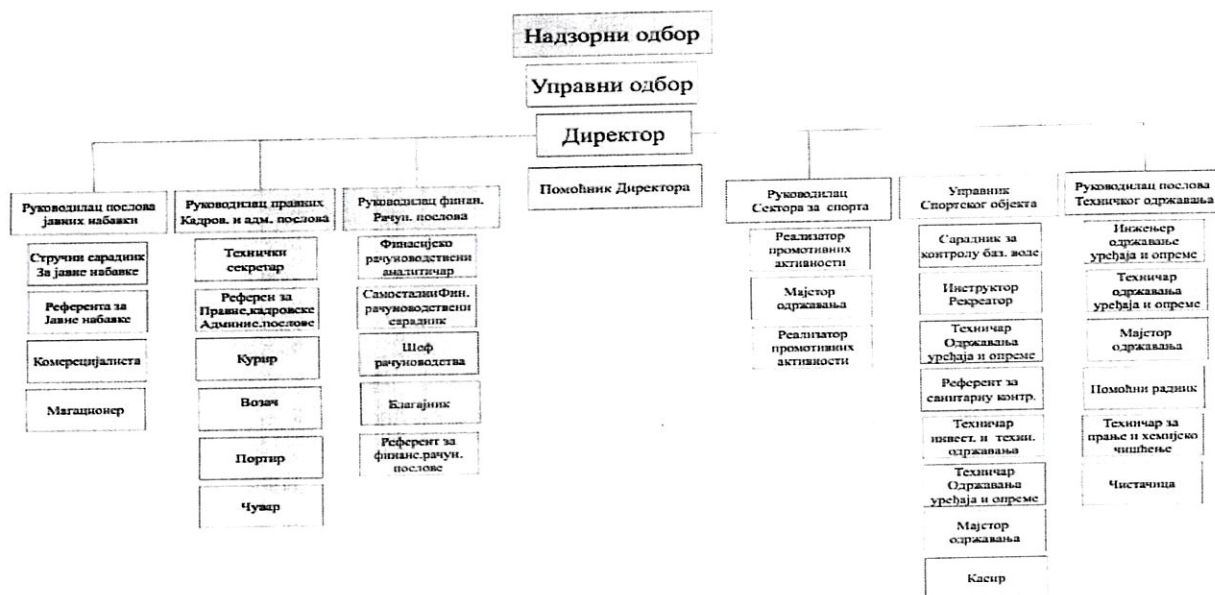 Надзорни одбор
Управни одбор
Директор
Помоћник Директора
Руководилац послова
јавних набавки
Стручни сарадник
За јавне набавке
Референта за
Јавне набавке
Комерецијалиста
Магационер
Руководилац правних
Кадров. и адм. послова
Технички
секретар
Референ за
Правне,кадровске
Админис.послове
Курир
Возач
Портир
Чувар
Руководилац финан.
Рачун. послова
Финасијско
рачуноводствени
аналитичар
СамосталниФин.
рачуноводствени
сарадник
Шеф
рачуноводства
Благајник
Референт за
финанс.рачун.
послове
Руководилац
Сектора за спорта
Реализатор
промотивних
активности
Мајстор
одржавања
Реализатор
промотивних
активности
Управник
Спортског објекта
Сарадник за
контролу баз. воде
Инструктор
Рекреатор
Техничар
Одржавања
уређаја и опреме
Референт за
санитарну контр.
Техничар
инвест. и техни.
одржавања
Техничар
Одржавања
уређаја и опреме
Мајстор
одржавања
Касир
Руководилац послова
Техничког одржавања
Инжењер
одржавање
уређаја и опреме
Техничар
одржавања
уређаја и опреме
Мајстор
одржавања
Помоћни радник
Техничар за
прање и хемијско
чишћење
Чистачица